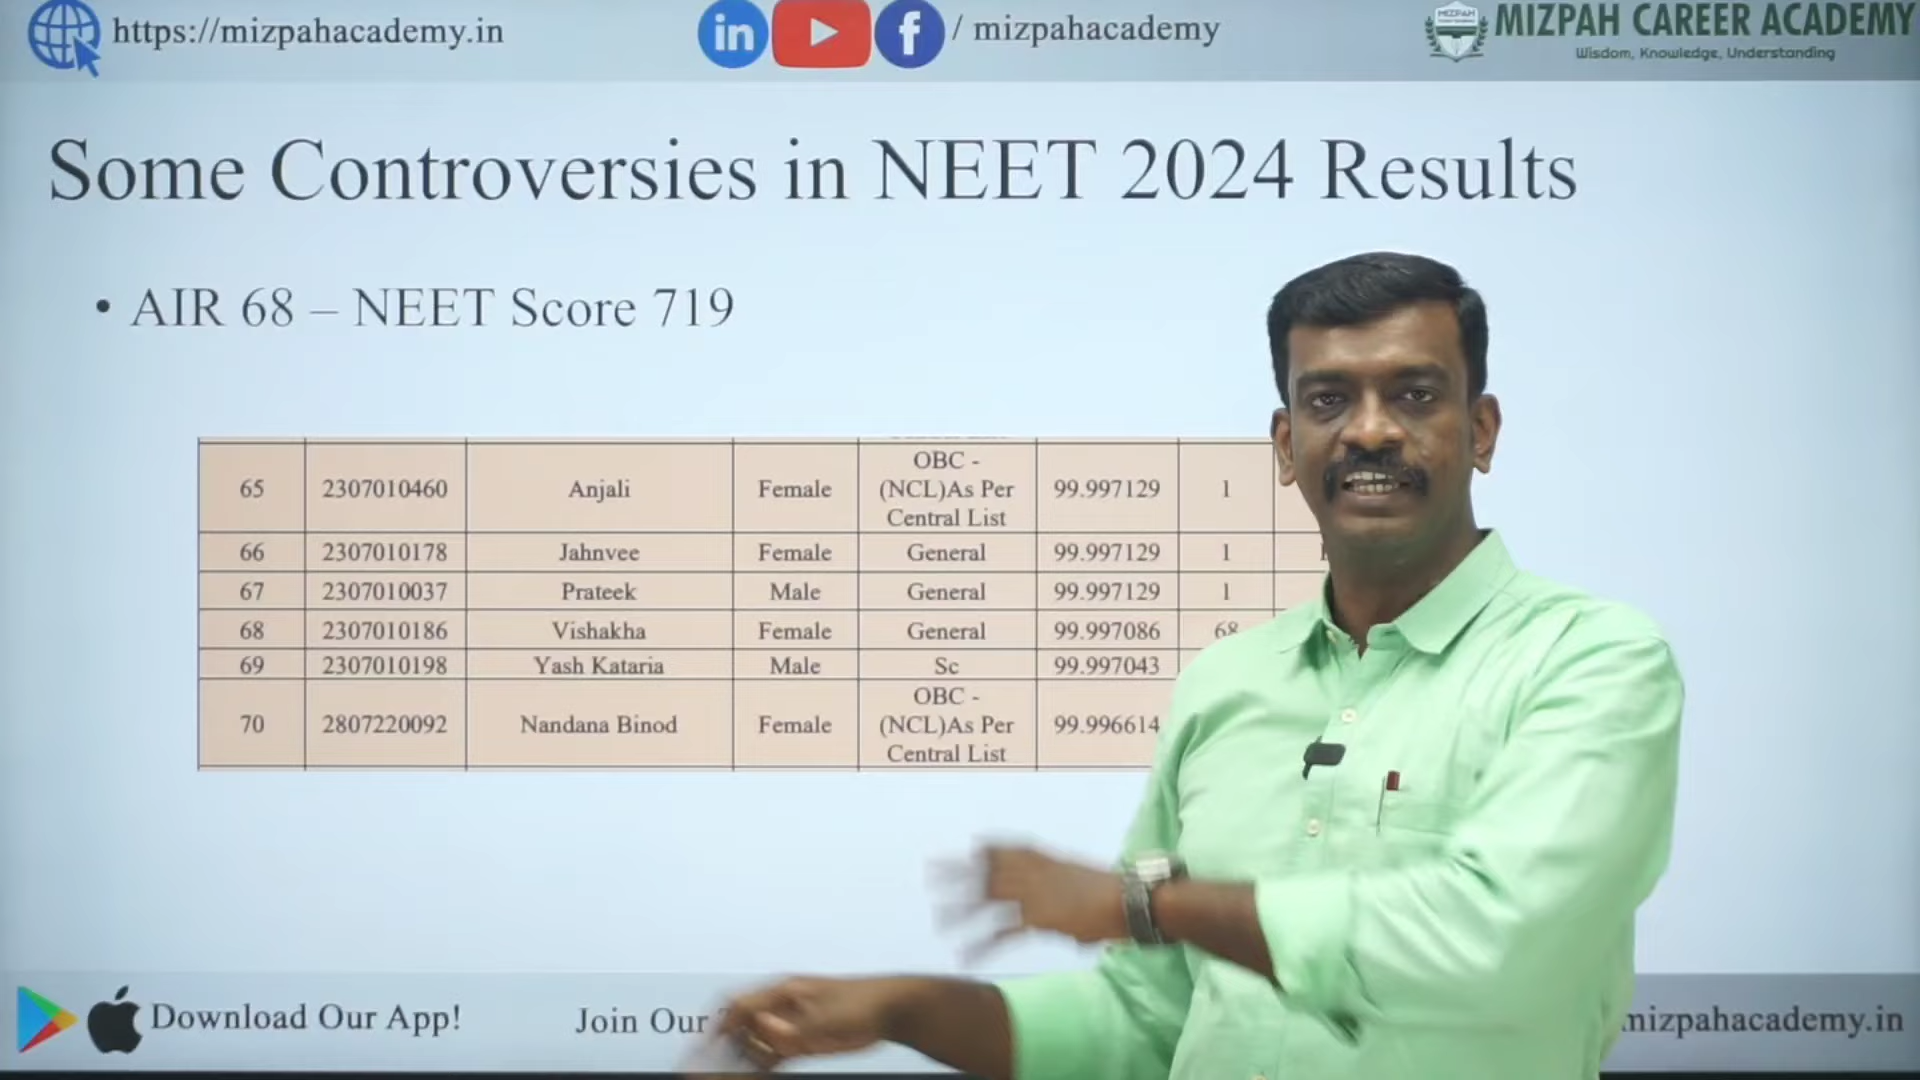 https://mizpahacademy.in
/ mizpahacademy
MIZPAH
MIZPAH CAREER ACADEMY
Wisdom, Knowledge, Understanding
Some Controversies in NEET 2024 Results
• AIR 68 – NEET Score 719
65 2307010460 Anjali Female OBC - (NCL)As Per Central List 99.997129 1
66 2307010178 Jahnvee Female General 99.997129 1
67 2307010037 Prateek Male General 99.997129 1
68 2307010186 Vishakha Female General 99.997086 68
69 2307010198 Yash Kataria Male Sc 99.997043
70 2807220092 Nandana Binod Female OBC - (NCL)As Per Central List 99.996614
Download Our App!
Join Our
mizpahacademy.in